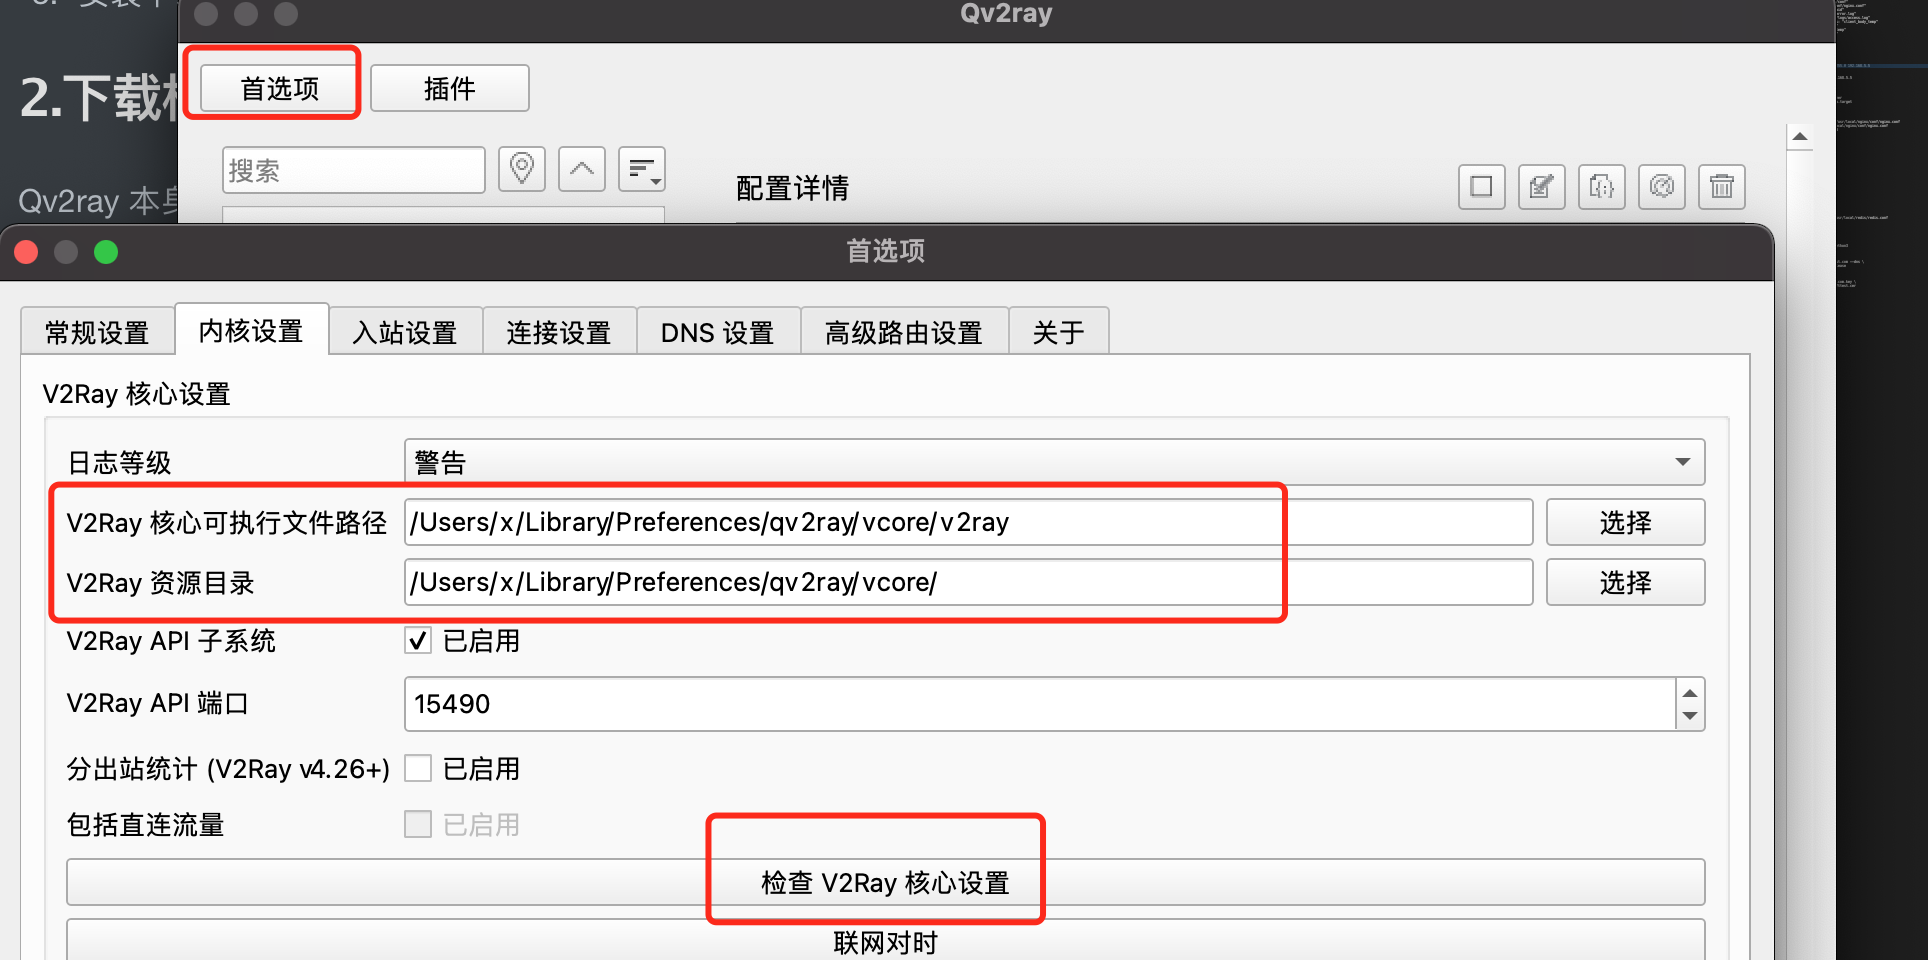 Qv2ray
首选项
插件
2.下载
搜索
配置详情
Qv2ray 本身
首选项
常规设置
内核设置
入站设置
连接设置
DNS 设置
高级路由设置
关于
V2Ray 核心设置
日志等级
警告
V2Ray 核心可执行文件路径
/Users/x/Library/Preferences/qv2ray/vcore/v2ray
选择
V2Ray 资源目录
/Users/x/Library/Preferences/qv2ray/vcore/
选择
V2Ray API 子系统
已启用
V2Ray API 端口
15490
分出站统计 (V2Ray v4.26+)
已启用
包括直连流量
已启用
检查 V2Ray 核心设置
联网对时